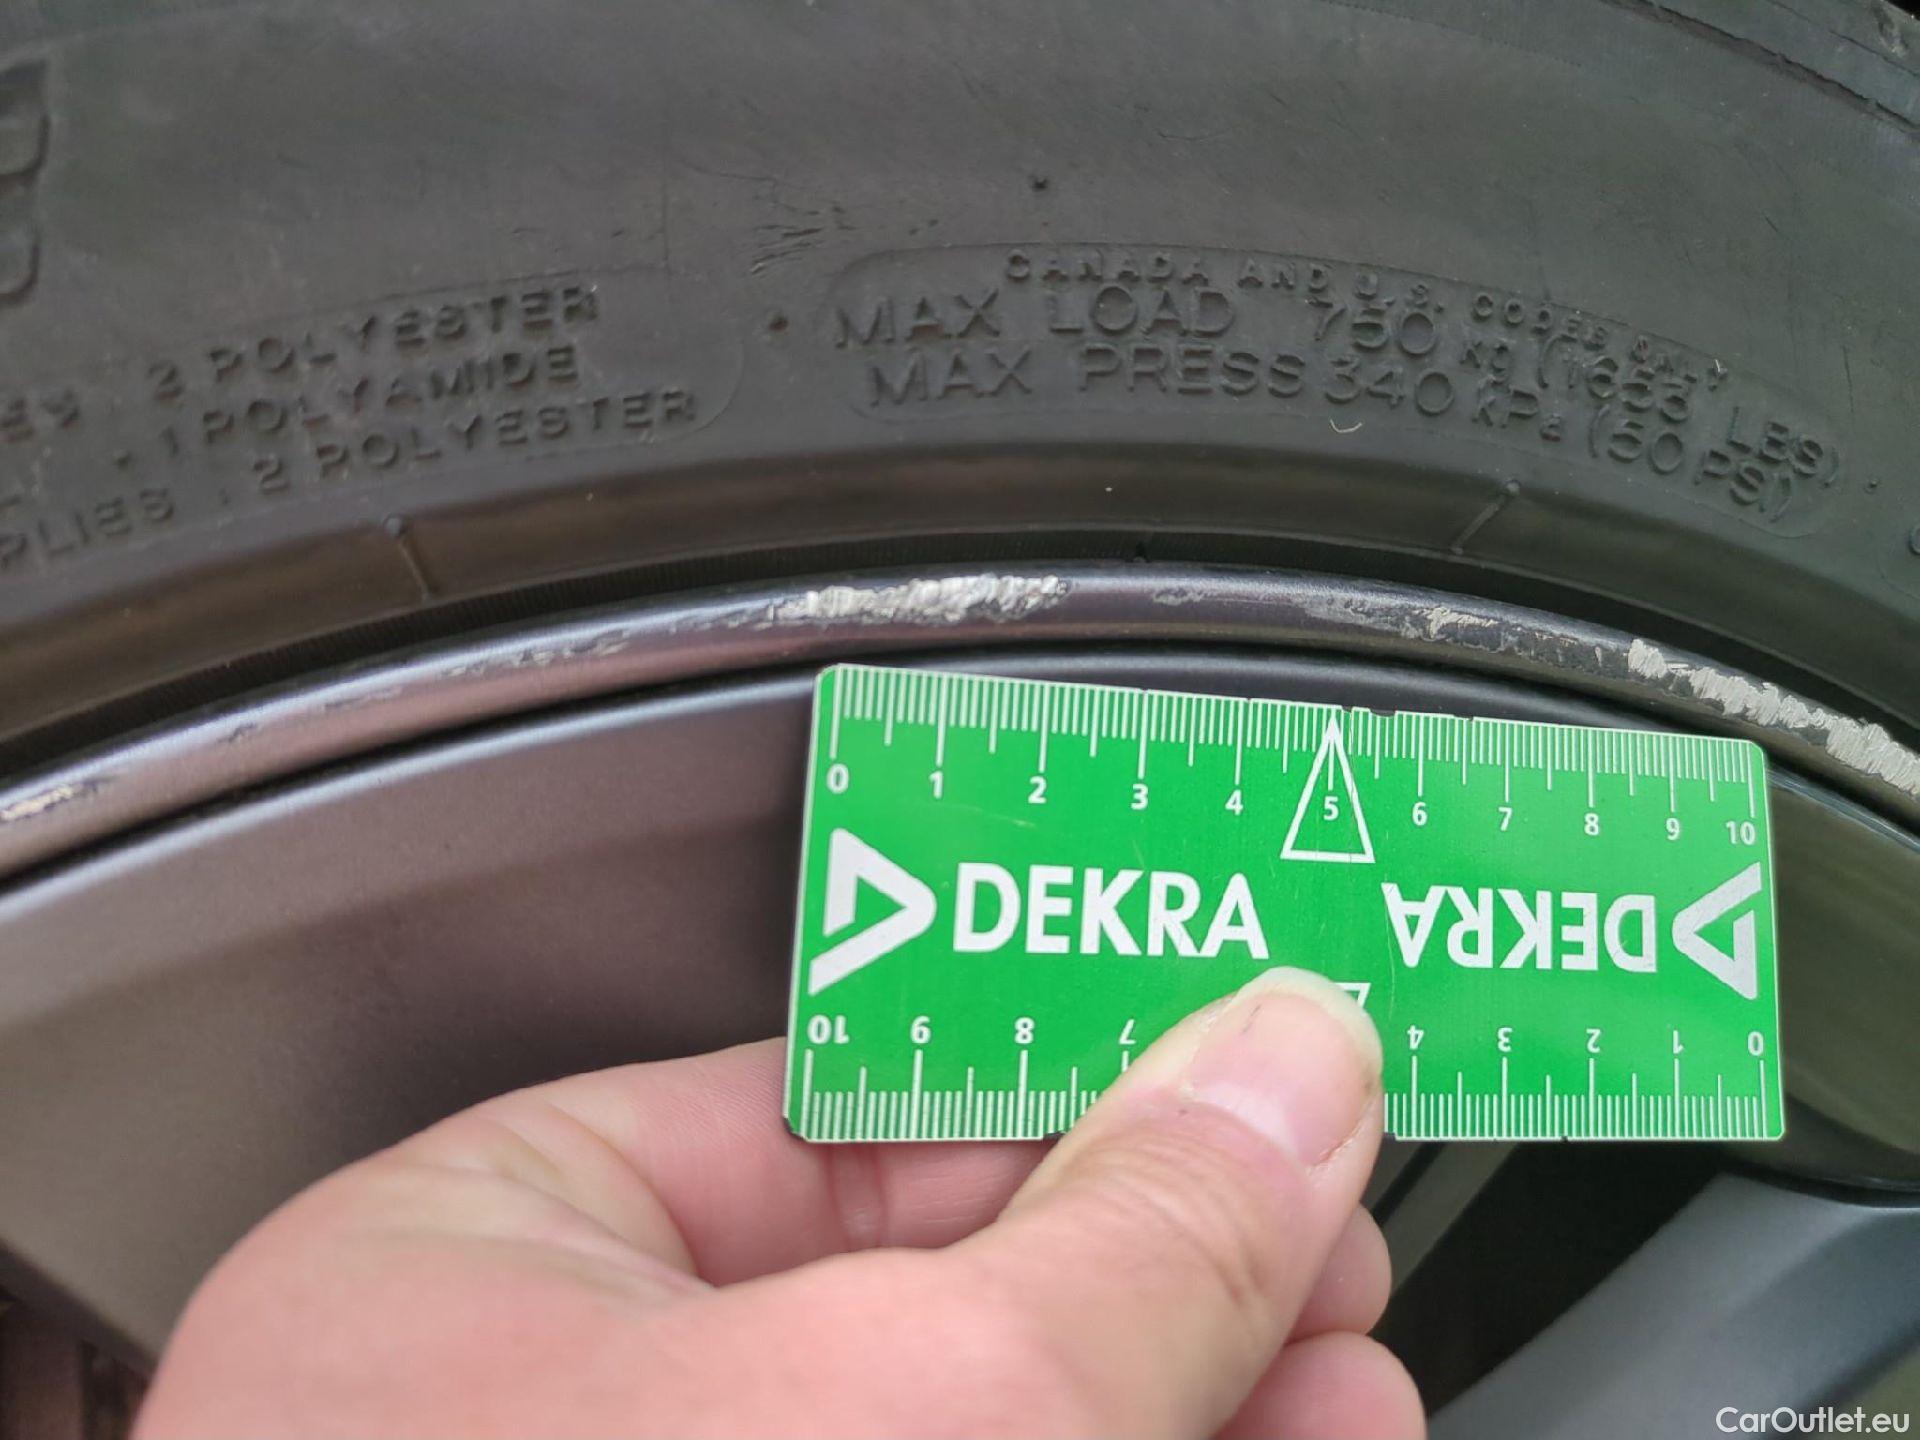 CANADA AND U.S. CODES ONLY
2 POLYESTER
MAX LOAD 750 kg (1653 LBS)
1 POLYAMIDE
MAX PRESS 340 kPa (50 PSI)
PLIES : 2 POLYESTER
0 1 2 3 4 5 6 7 8 9 10
DEKRA DEKRA
10 9 8 7 4 3 2 1 0
CarOutlet.eu